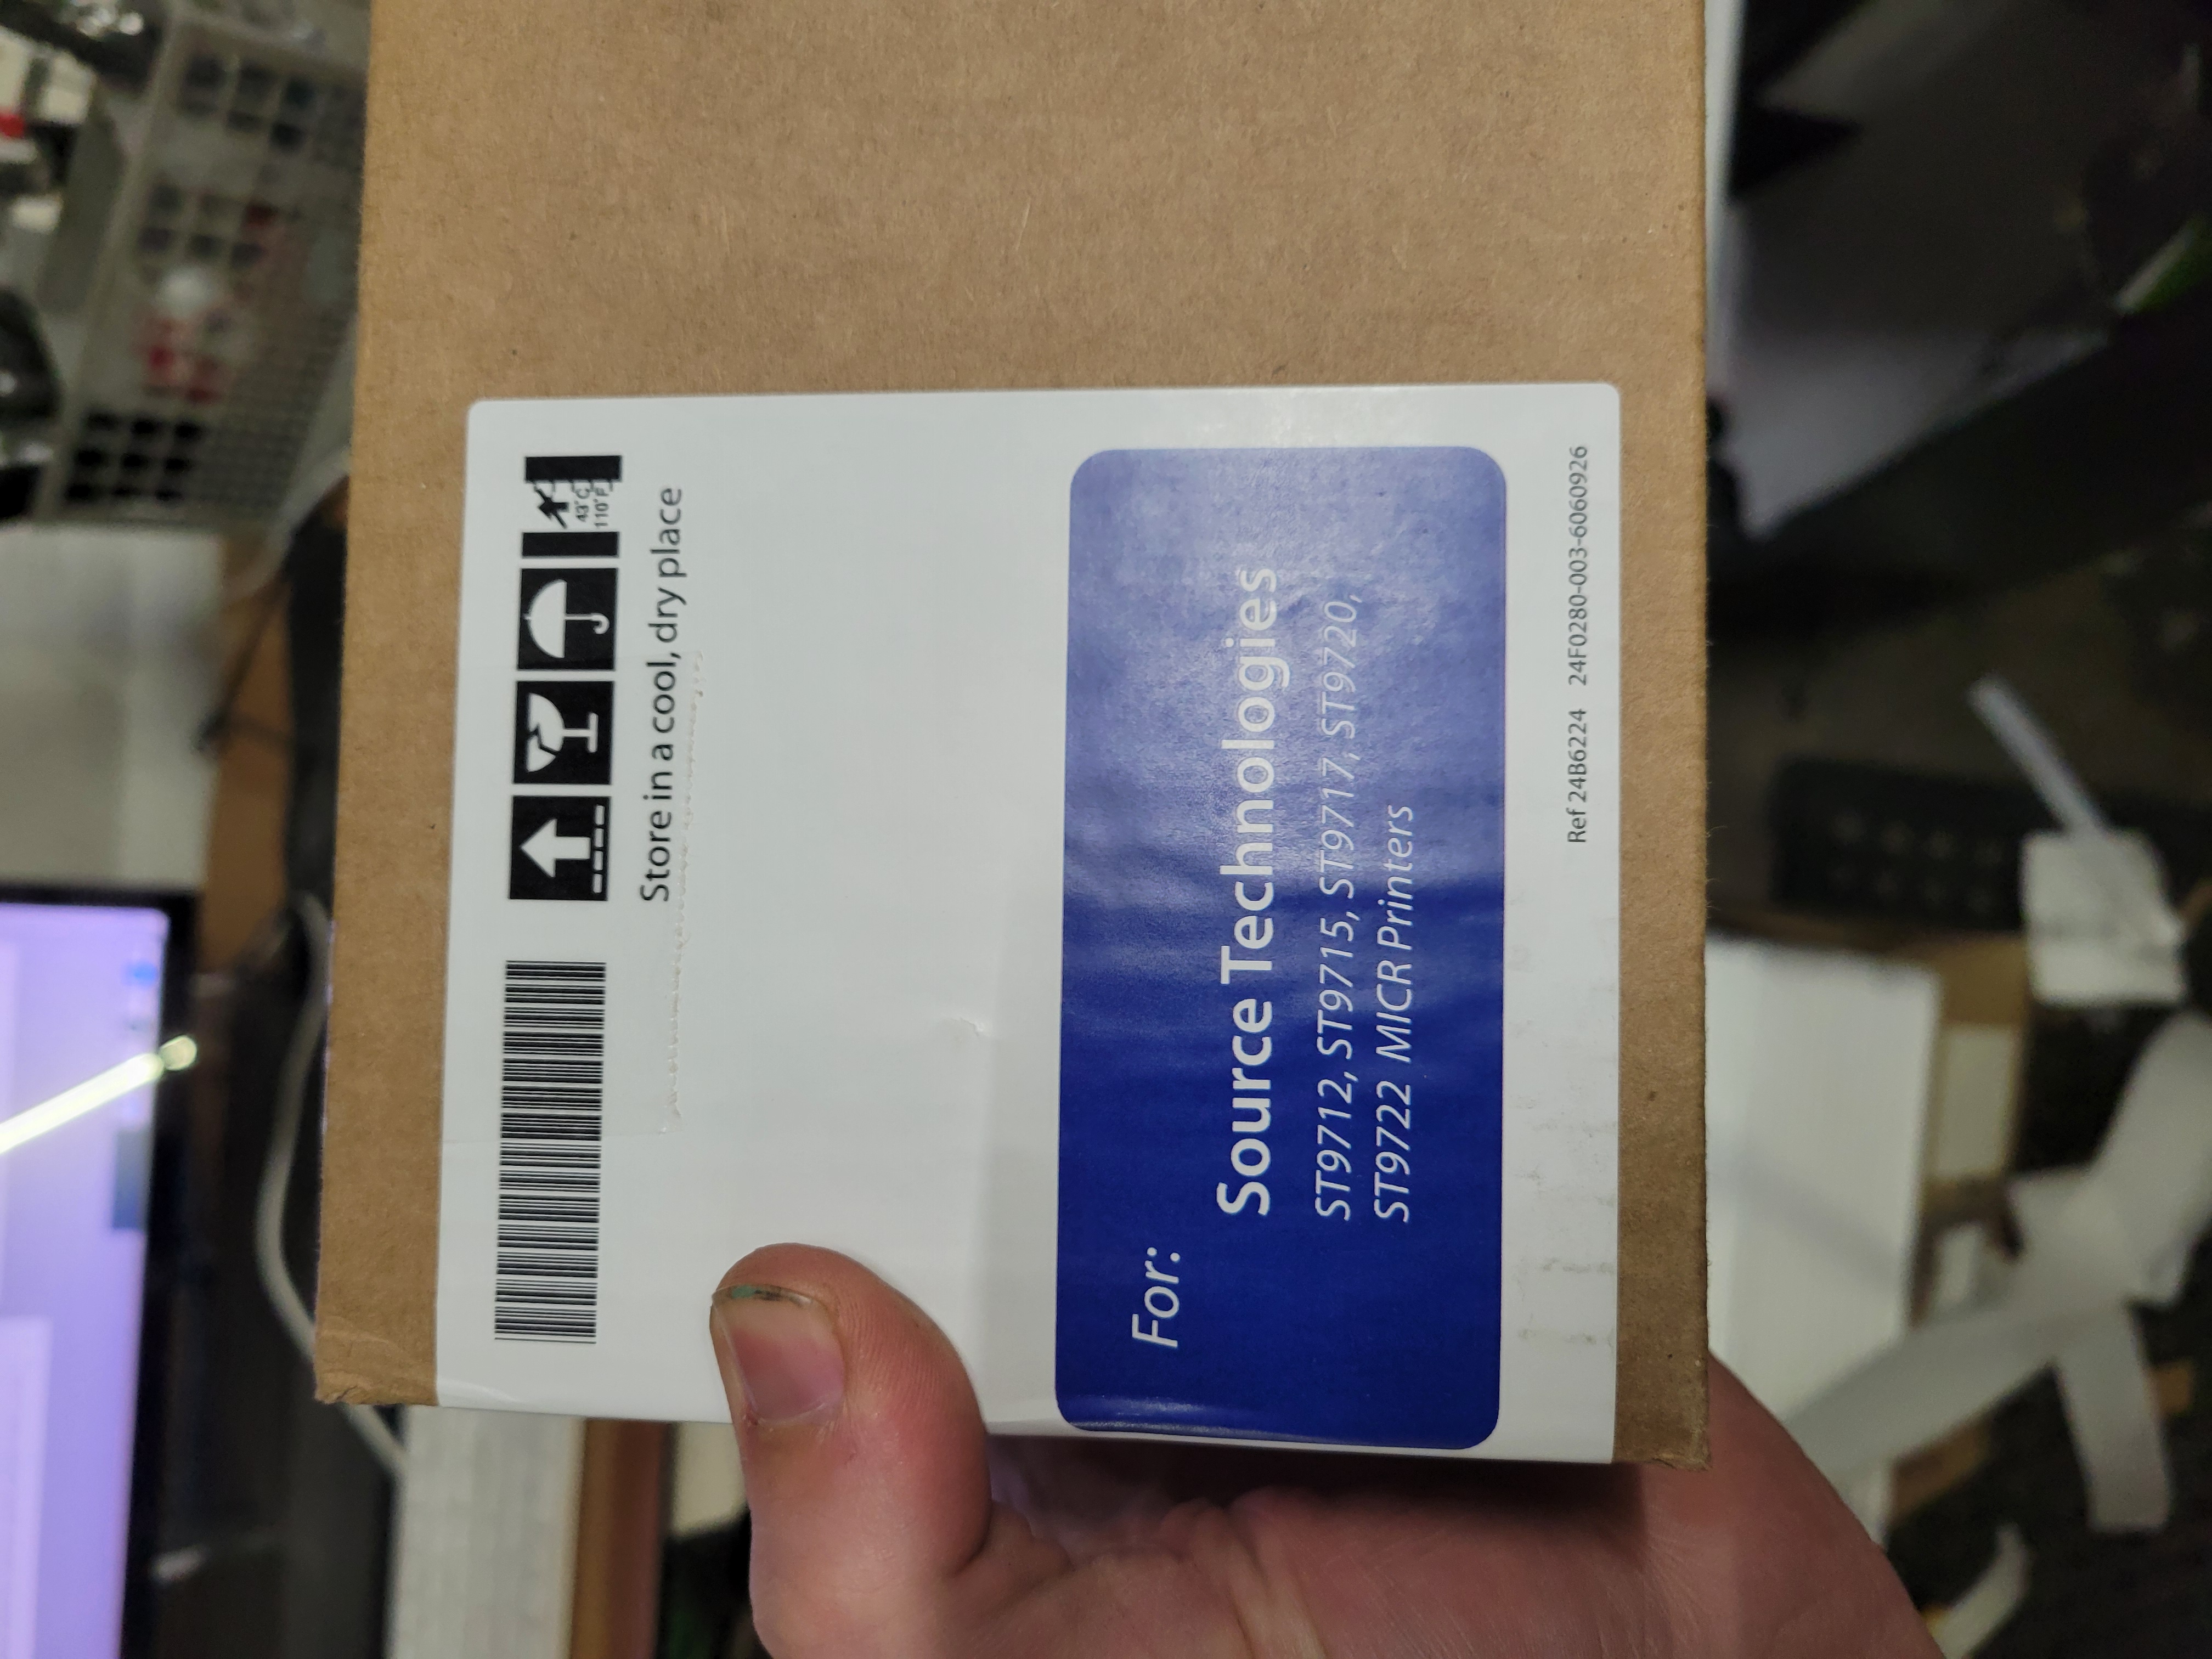 43°C
110°F
Store in a cool, dry place
For:
Source Technologies
ST9712, ST9715, ST9717, ST9720,
ST9722 MICR Printers
Ref 24B6224 24F0280-003-6060926